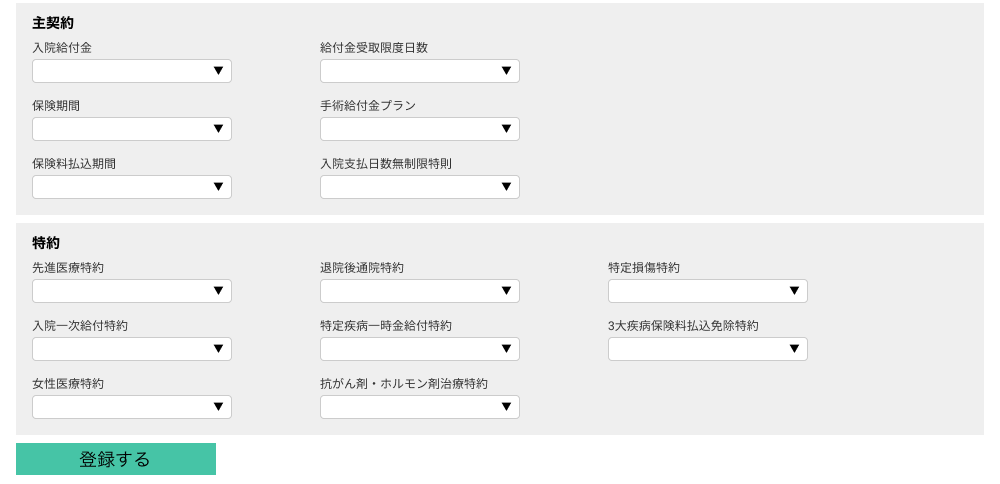 主契約
入院給付金
給付金受取限度日数
保険期間
手術給付金プラン
保険料払込期間
入院支払日数無制限特則
特約
先進医療特約
退院後通院特約
特定損傷特約
入院一次給付特約
特定疾病一時金給付特約
3大疾病保険料払込免除特約
女性医療特約
抗がん剤・ホルモン剤治療特約
登録する